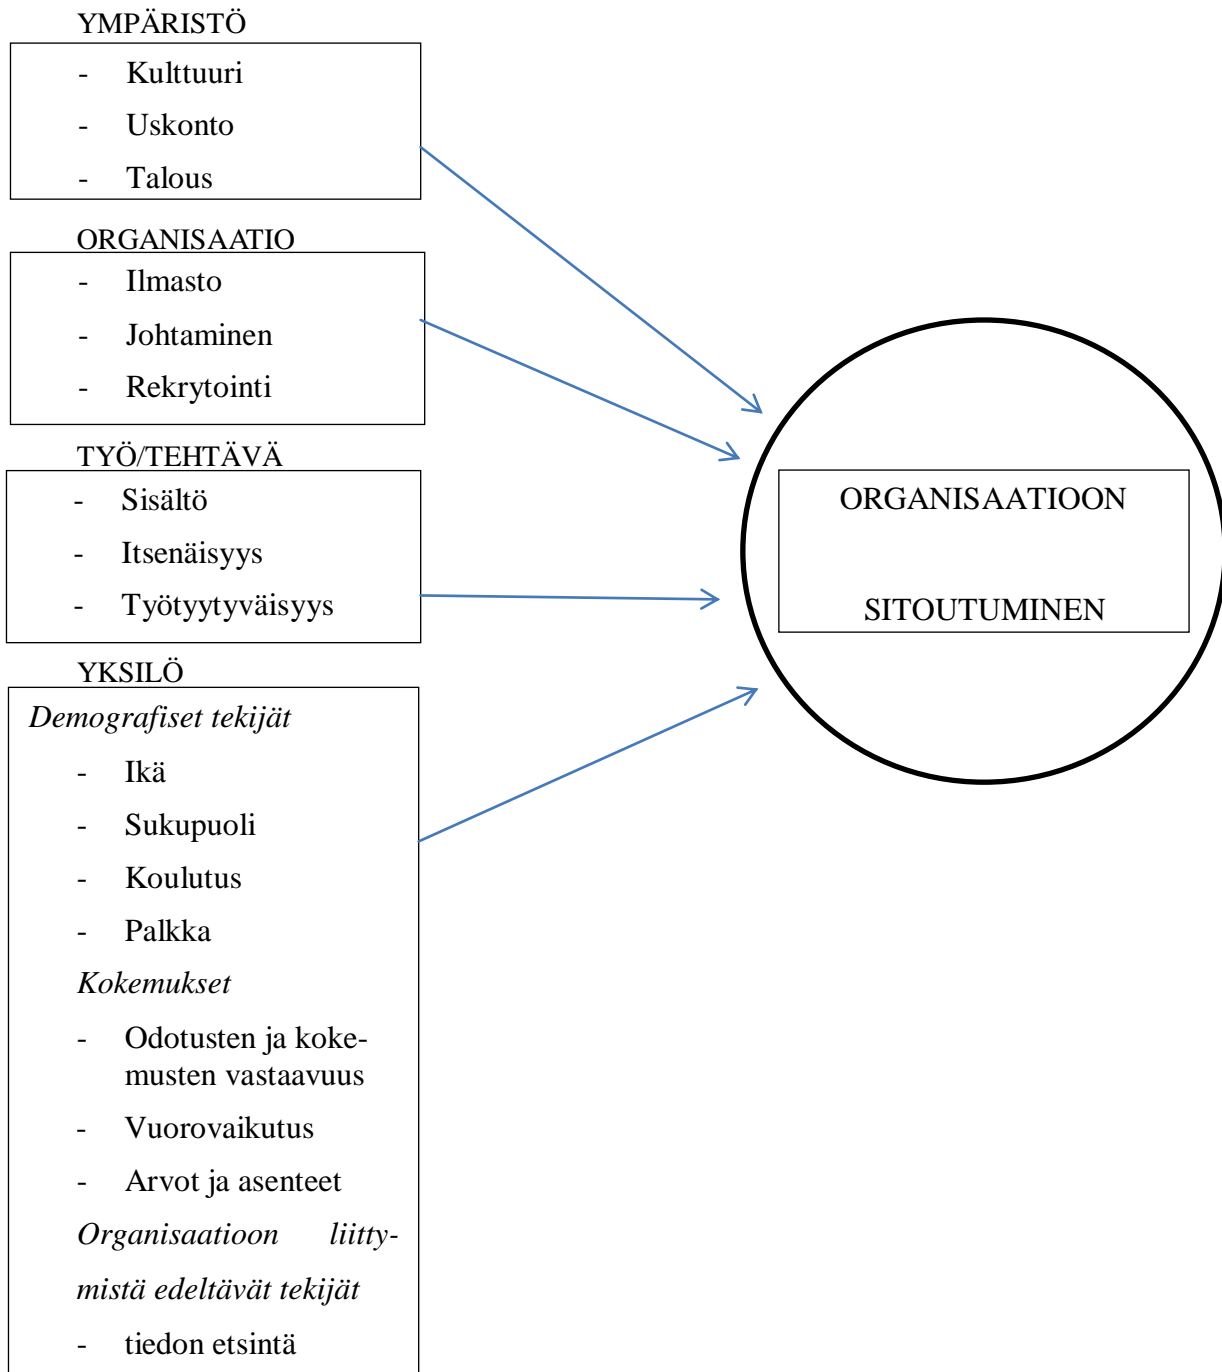 YMPÄRISTÖ
- Kulttuuri
- Uskonto
- Talous
ORGANISAATIO
- Ilmasto
- Johtaminen
- Rekrytointi
TYÖ/TEHTÄVÄ
- Sisältö
- Itsenäisyys
- Työtyytyväisyys
YKSILÖ
Demografiset tekijät
- Ikä
- Sukupuoli
- Koulutus
- Palkka
Kokemukset
- Odotusten ja koke-
musten vastaavuus
- Vuorovaikutus
- Arvot ja asenteet
Organisaatioon liitty-
mistä edeltävät tekijät
- tiedon etsintä
ORGANISAATIOON
SITOUTUMINEN